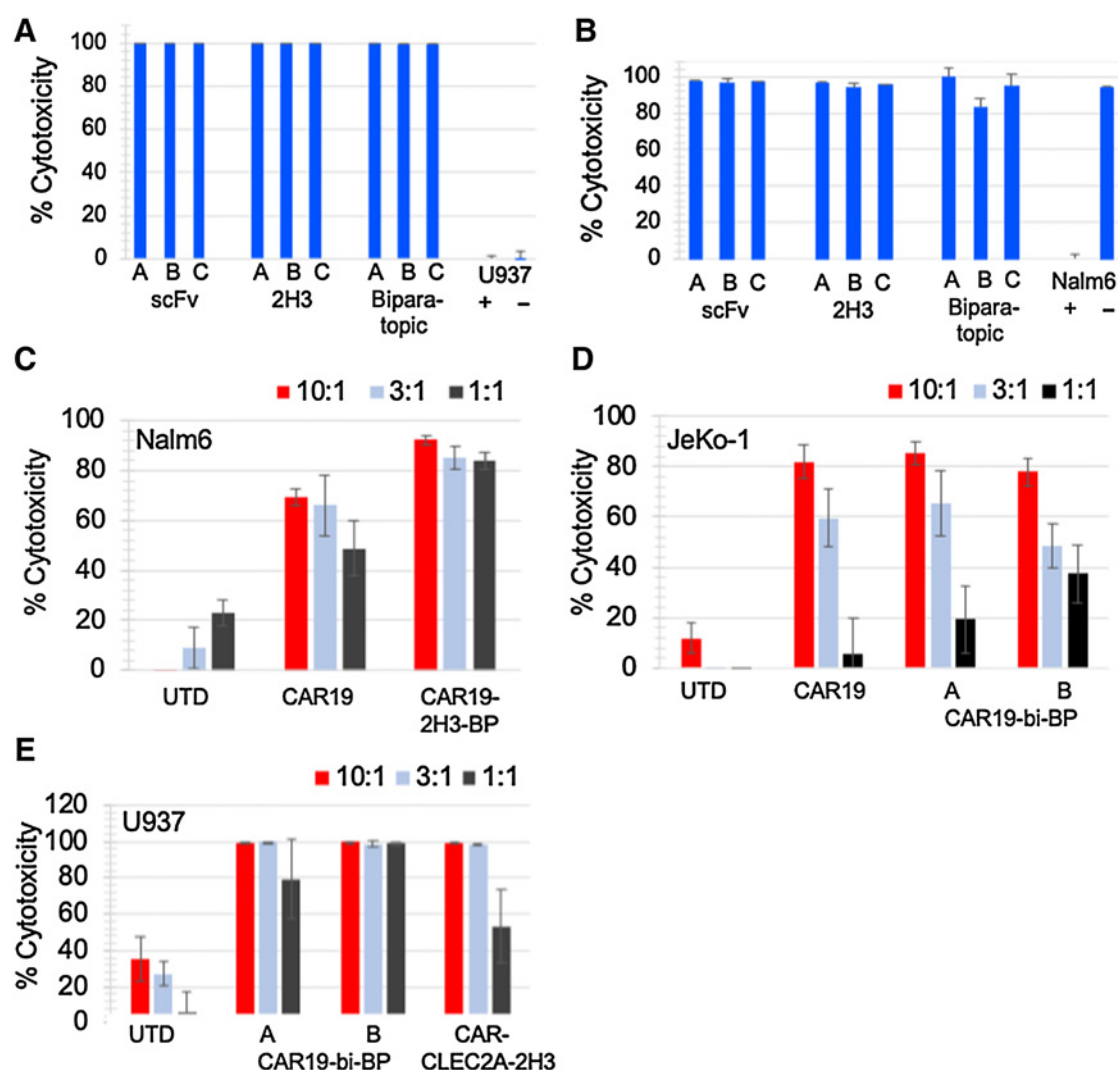 A
% Cytotoxicity
100
80
60
40
20
0
A B C A B C A B C U937
scFv 2H3 Bipara- + –
topic
B
% Cytotoxicity
100
80
60
40
20
0
A B C A B C A B C Nalm6
scFv 2H3 Bipara- + –
topic
C
10:1 3:1 1:1
Nalm6
% Cytotoxicity
100
80
60
40
20
0
UTD CAR19 CAR19-
2H3-BP
D
10:1 3:1 1:1
JeKo-1
% Cytotoxicity
100
80
60
40
20
0
UTD CAR19 A B
CAR19-bi-BP
E
10:1 3:1 1:1
U937
% Cytotoxicity
120
100
80
60
40
20
0
UTD A B CAR-
CAR19-bi-BP CLEC2A-2H3